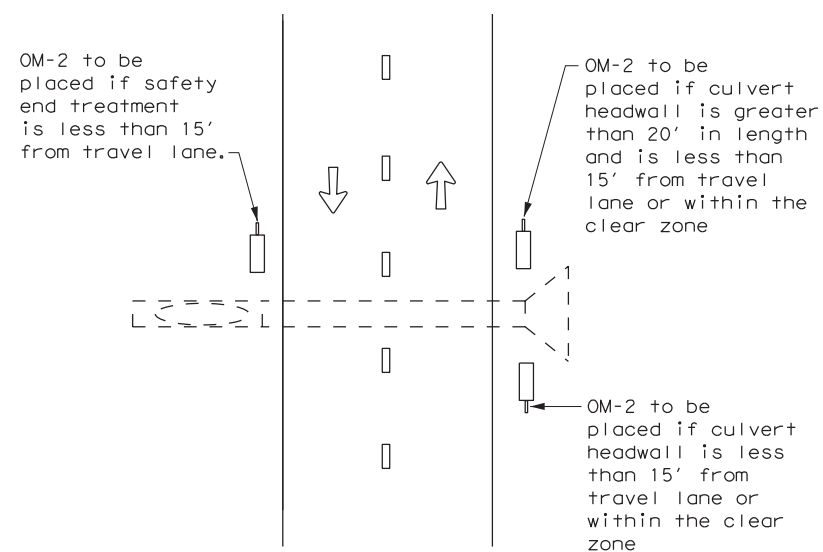 OM-2 to be
placed if safety
end treatment
is less than 15'
from travel lane.
OM-2 to be
placed if culvert
headwall is greater
than 20' in length
and is less than
15' from travel
lane or within the
clear zone
OM-2 to be
placed if culvert
headwall is less
than 15' from
travel lane or
within the clear
zone